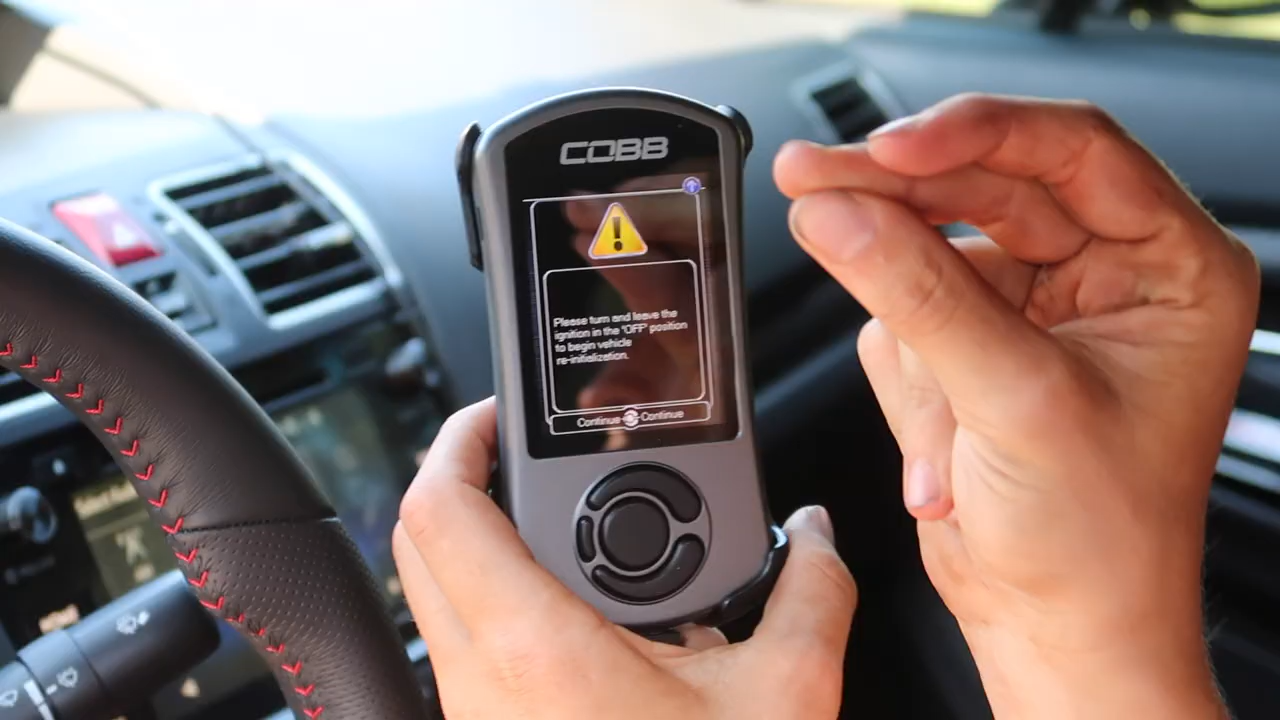 COBB
Please turn and leave the
ignition in the "OFF" position
to begin vehicle
re-initialization.
Continue Continue